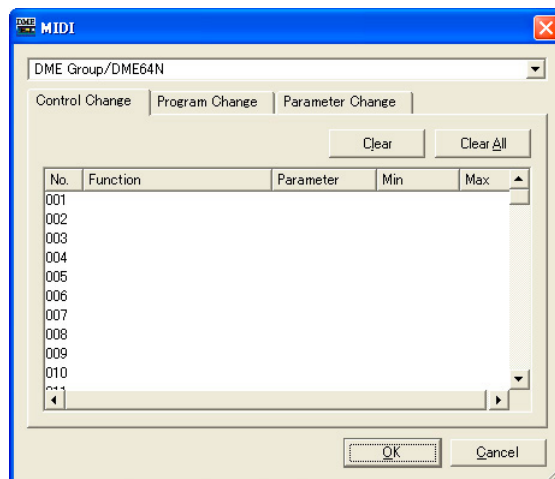 DME
MIDI
DME Group/DME64N
Control Change Program Change Parameter Change
Clear Clear All
No. Function Parameter Min Max
001
002
003
004
005
006
007
008
009
010
011
OK Cancel